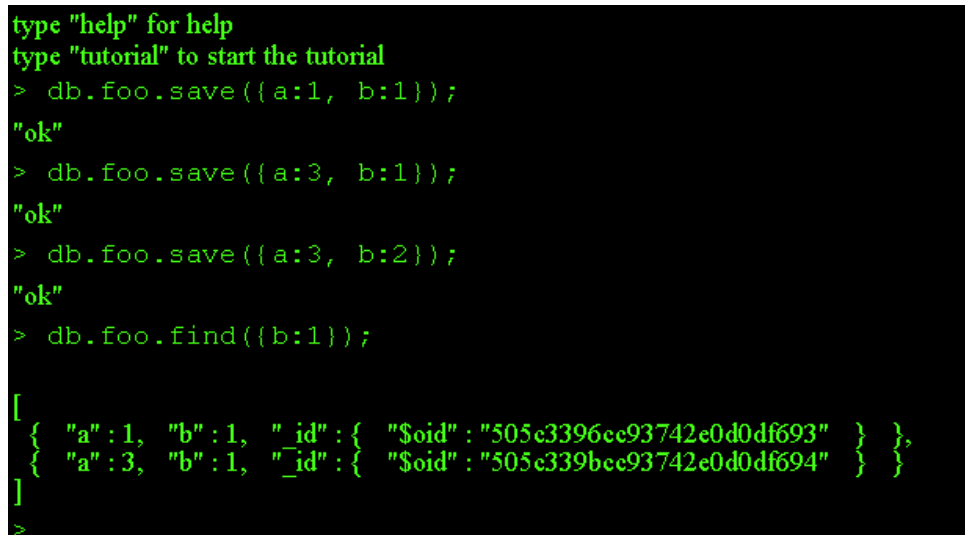 type "help" for help
type "tutorial" to start the tutorial
> db.foo.save({a:1, b:1});
"ok"
> db.foo.save({a:3, b:1});
"ok"
> db.foo.save({a:3, b:2});
"ok"
> db.foo.find({b:1});
[
{ "a" : 1, "b" : 1, "_id" : { "$oid" : "505c3396cc93742e0d0df693" } },
{ "a" : 3, "b" : 1, "_id" : { "$oid" : "505c339bcc93742e0d0df694" } }
]
>